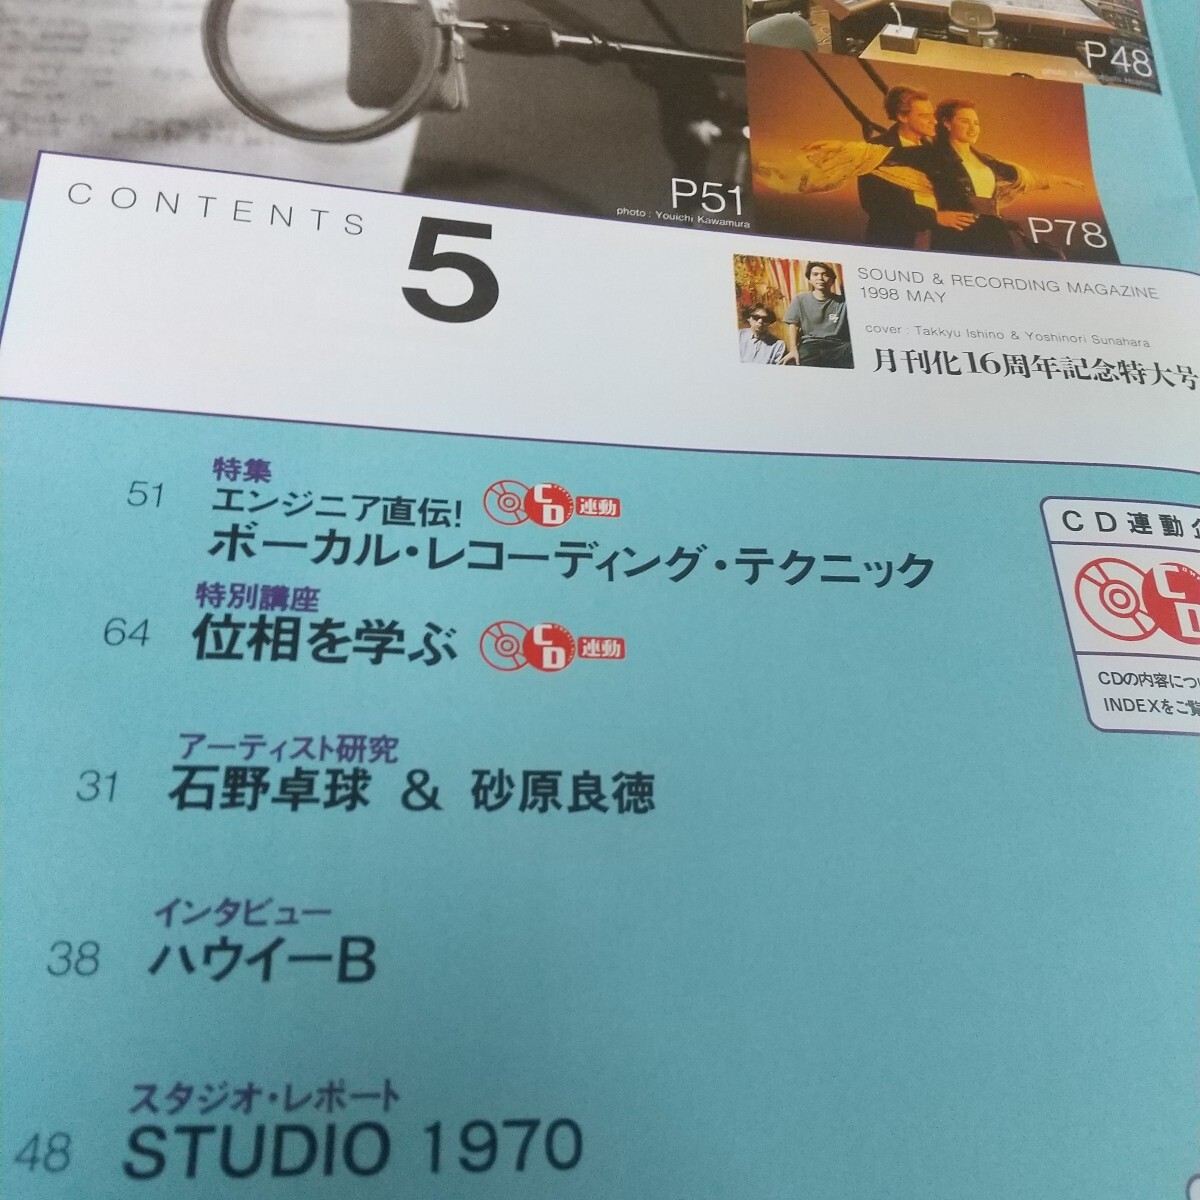 P48
P51
photo : Youichi Kawamura
P78
CONTENTS 5
SOUND & RECORDING MAGAZINE
1998 MAY
cover : Takkyu Ishino & Yoshinori Sunahara
月刊化16周年記念特大号
特集
51 エンジニア直伝! CD 連動
ボーカル・レコーディング・テクニック
特別講座
64 位相を学ぶ CD 連動
CD連動企
CD
CDの内容につい
INDEXをご覧
アーティスト研究
31 石野卓球 & 砂原良徳
インタビュー
38 ハウイーB
スタジオ・レポート
48 STUDIO 1970